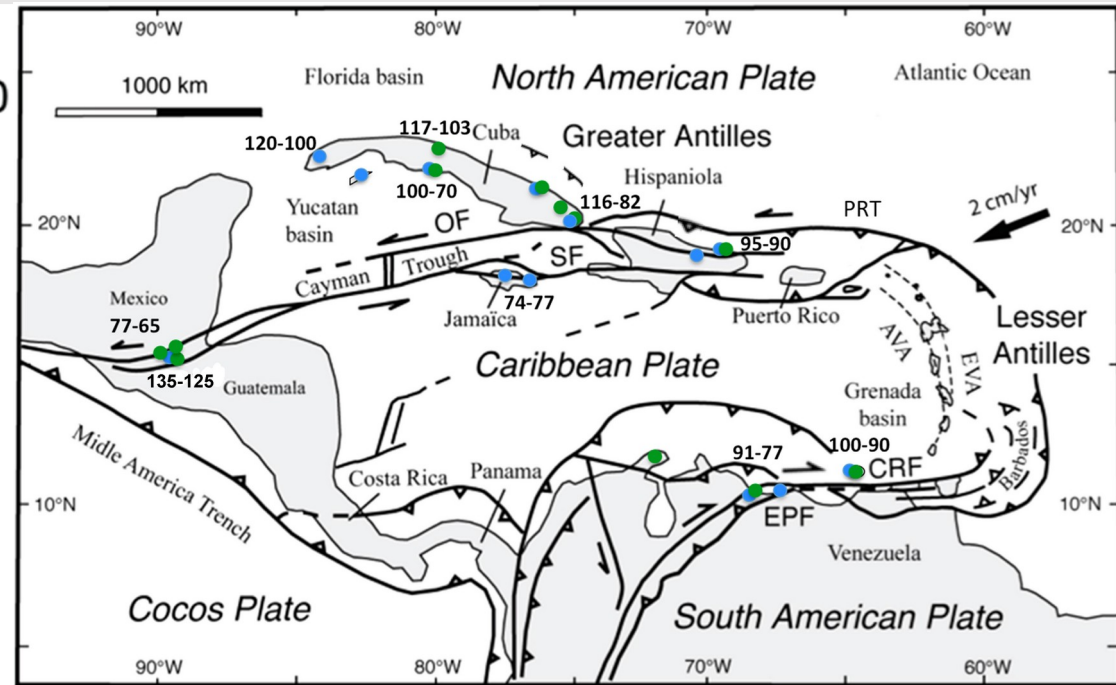 90°W
80°W
70°W
60°W
1000 km
Florida basin
North American Plate
Atlantic Ocean
117-103
Cuba
Greater Antilles
120-100
Hispaniola
100-70
116-82
Yucatan
basin
OF
PRT
2 cm/yr
20°N
20°N
95-90
SF
Cayman
Trough
74-77
Jamaïca
Puerto Rico
Mexico
77-65
135-125
Guatemala
Lesser
Antilles
AVA
EVA
Caribbean Plate
Grenada
basin
Barbados
Midle America Trench
Costa Rica
Panama
91-77
100-90
CRF
10°N
10°N
EPF
Venezuela
Cocos Plate
South American Plate
90°W
80°W
70°W
60°W